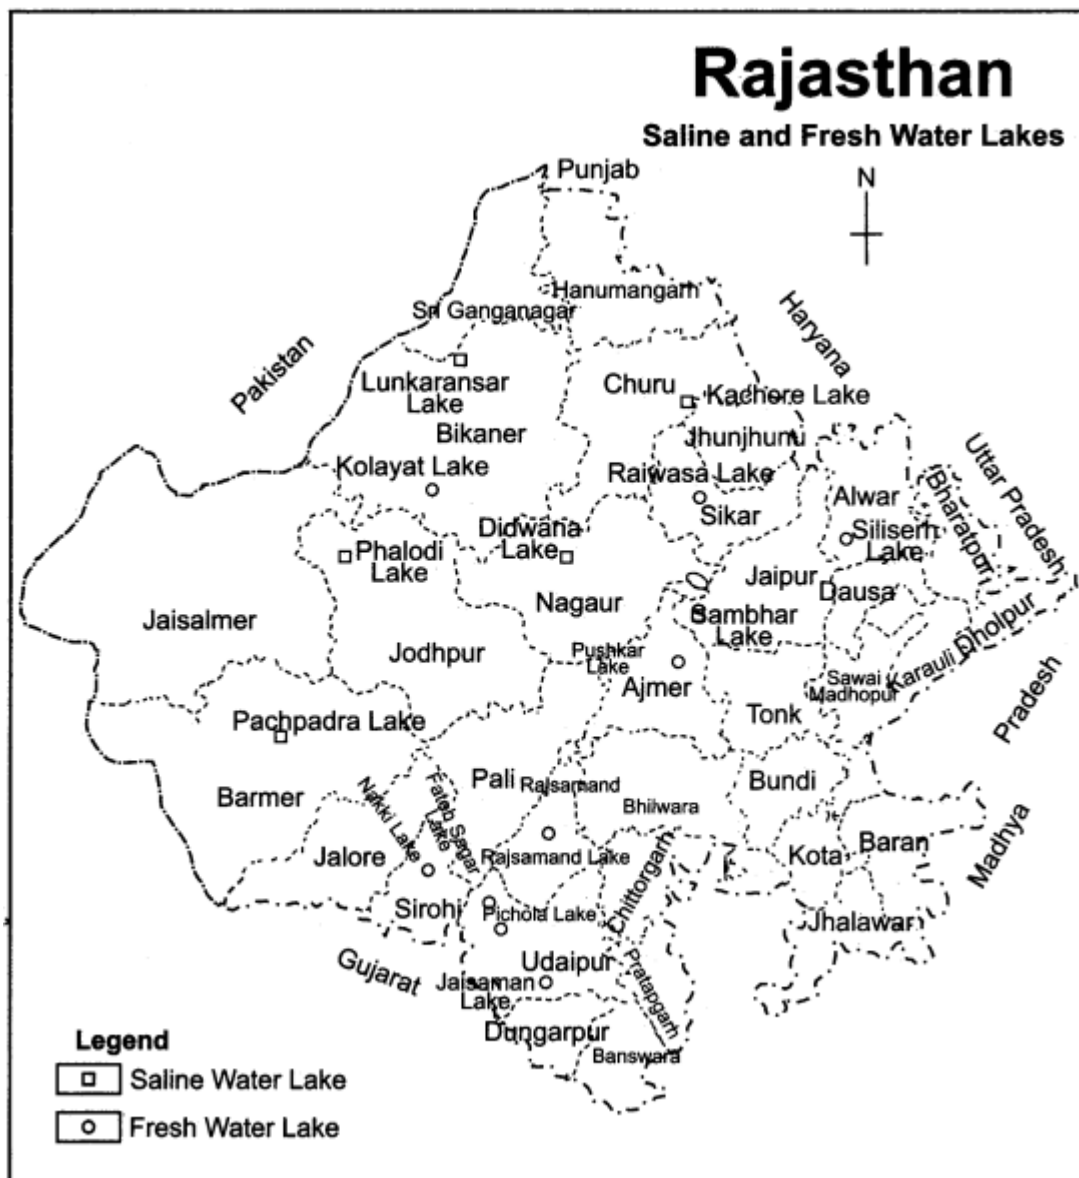 Rajasthan
Saline and Fresh Water Lakes
N
Punjab
Hanumangarh
Sri Ganganagar
Haryana
Pakistan
Lunkaransar
Lake
Churu
Kachore Lake
Bikaner
Jhunjhunu
Kolayat Lake
Raiwasa Lake
Uttar Pradesh
Alwar
Bharatpur
Sikar
Didwana
Lake
Silisern
Lake
Phalodi
Lake
Jaipur
Dausa
Nagaur
Jaisalmer
Sambhar
Lake
Dholpur
Jodhpur
Pushkar
Lake
Karauli
Ajmer
Sawai
Madhopur
Pachpadra Lake
Tonk
Pradesh
Pali
Rajsamand
Bundi
Barmer
Nakki Lake
Fateb Sagar
Lake
Bhilwara
Madhya
Jalore
Rajsamand Lake
Kota
Baran
Chittorgarh
Sirohi
Pichola Lake
Jhalawar
Gujarat
Udaipur
Pratapgarh
Jaisaman
Lake
Dungarpur
Banswara
Legend
Saline Water Lake
Fresh Water Lake